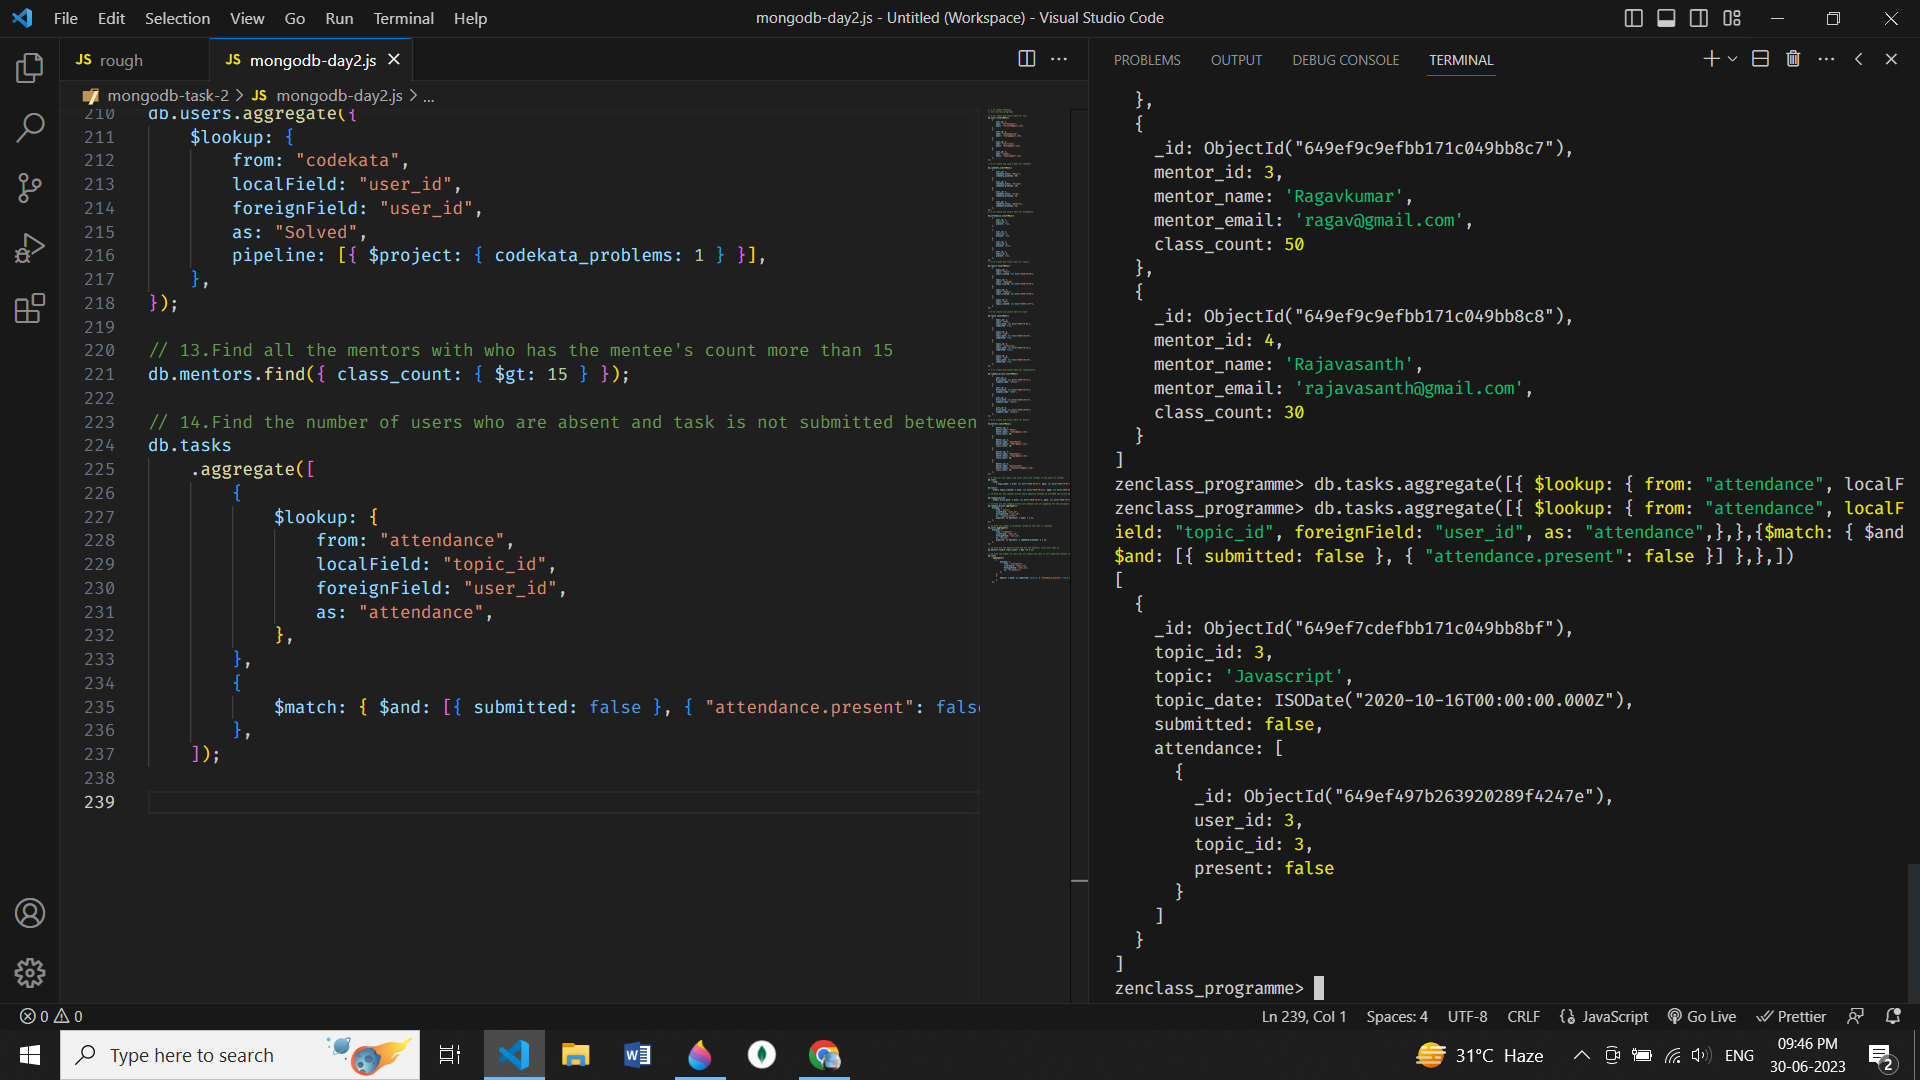 File Edit Selection View Go Run Terminal Help
mongodb-day2.js - Untitled (Workspace) - Visual Studio Code
JS rough
JS mongodb-day2.js
mongodb-task-2 > JS mongodb-day2.js > ...
210 db.users.aggregate({
211 $lookup: {
212 from: "codekata",
213 localField: "user_id",
214 foreignField: "user_id",
215 as: "Solved",
216 pipeline: [{ $project: { codekata_problems: 1 } }],
217 },
218 });
219
220 // 13.Find all the mentors with who has the mentee's count more than 15
221 db.mentors.find({ class_count: { $gt: 15 } });
222
223 // 14.Find the number of users who are absent and task is not submitted between
224 db.tasks
225 .aggregate([
226 {
227 $lookup: {
228 from: "attendance",
229 localField: "topic_id",
230 foreignField: "user_id",
231 as: "attendance",
232 },
233 },
234 {
235 $match: { $and: [{ submitted: false }, { "attendance.present": fals
236 },
237 ]);
238
239
PROBLEMS OUTPUT DEBUG CONSOLE TERMINAL
},
{
_id: ObjectId("649ef9c9efbb171c049bb8c7"),
mentor_id: 3,
mentor_name: 'Ragavkumar',
mentor_email: 'ragav@gmail.com',
class_count: 50
},
{
_id: ObjectId("649ef9c9efbb171c049bb8c8"),
mentor_id: 4,
mentor_name: 'Rajavasanth',
mentor_email: 'rajavasanth@gmail.com',
class_count: 30
}
]
zenclass_programme> db.tasks.aggregate([{ $lookup: { from: "attendance", localF
zenclass_programme> db.tasks.aggregate([{ $lookup: { from: "attendance", localF
ield: "topic_id", foreignField: "user_id", as: "attendance",},},{$match: { $and
$and: [{ submitted: false }, { "attendance.present": false }] },},])
[
{
_id: ObjectId("649ef7cdefbb171c049bb8bf"),
topic_id: 3,
topic: 'Javascript',
topic_date: ISODate("2020-10-16T00:00:00.000Z"),
submitted: false,
attendance: [
{
_id: ObjectId("649ef497b263920289f4247e"),
user_id: 3,
topic_id: 3,
present: false
}
]
}
]
zenclass_programme>
0 0
Ln 239, Col 1 Spaces: 4 UTF-8 CRLF JavaScript Go Live Prettier
Type here to search
31°C Haze
ENG
09:46 PM
30-06-2023
2